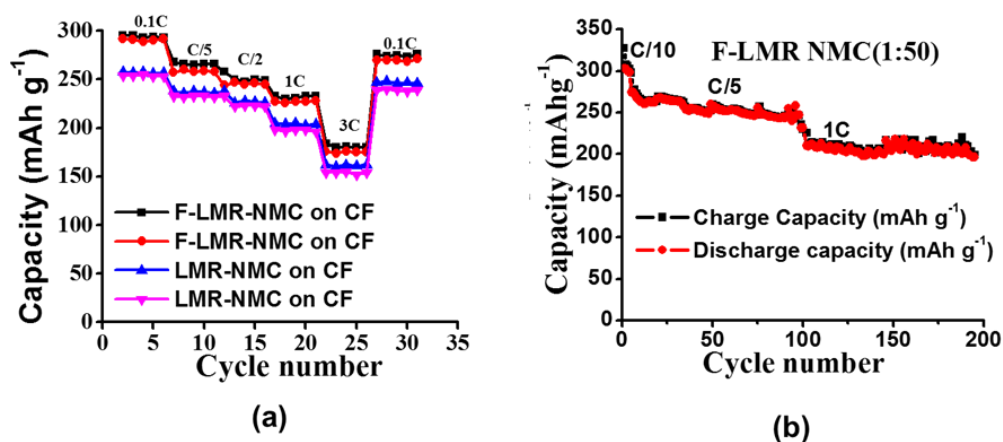 300
250
200
150
100
50
0
Capacity (mAh g-1)
0.1C
C/5
C/2
1C
3C
0.1C
F-LMR-NMC on CF
F-LMR-NMC on CF
LMR-NMC on CF
LMR-NMC on CF
0 5 10 15 20 25 30 35
Cycle number
(a)
350
300
250
200
150
100
50
0
Capacity (mAhg-1)
C/10
F-LMR NMC(1:50)
C/5
1C
Charge Capacity (mAh g-1)
Discharge capacity (mAh g-1)
0 50 100 150 200
Cycle number
(b)